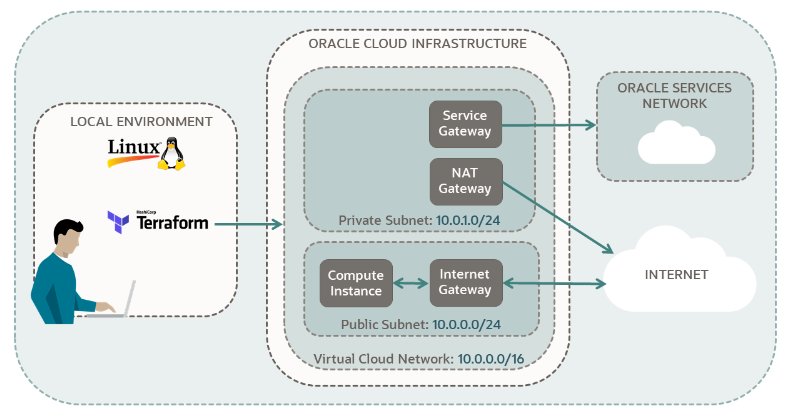 ORACLE CLOUD INFRASTRUCTURE
LOCAL ENVIRONMENT
Linux
HashiCorp
Terraform
Service
Gateway
NAT
Gateway
Private Subnet: 10.0.1.0/24
Compute
Instance
Internet
Gateway
Public Subnet: 10.0.0.0/24
Virtual Cloud Network: 10.0.0.0/16
ORACLE SERVICES
NETWORK
INTERNET